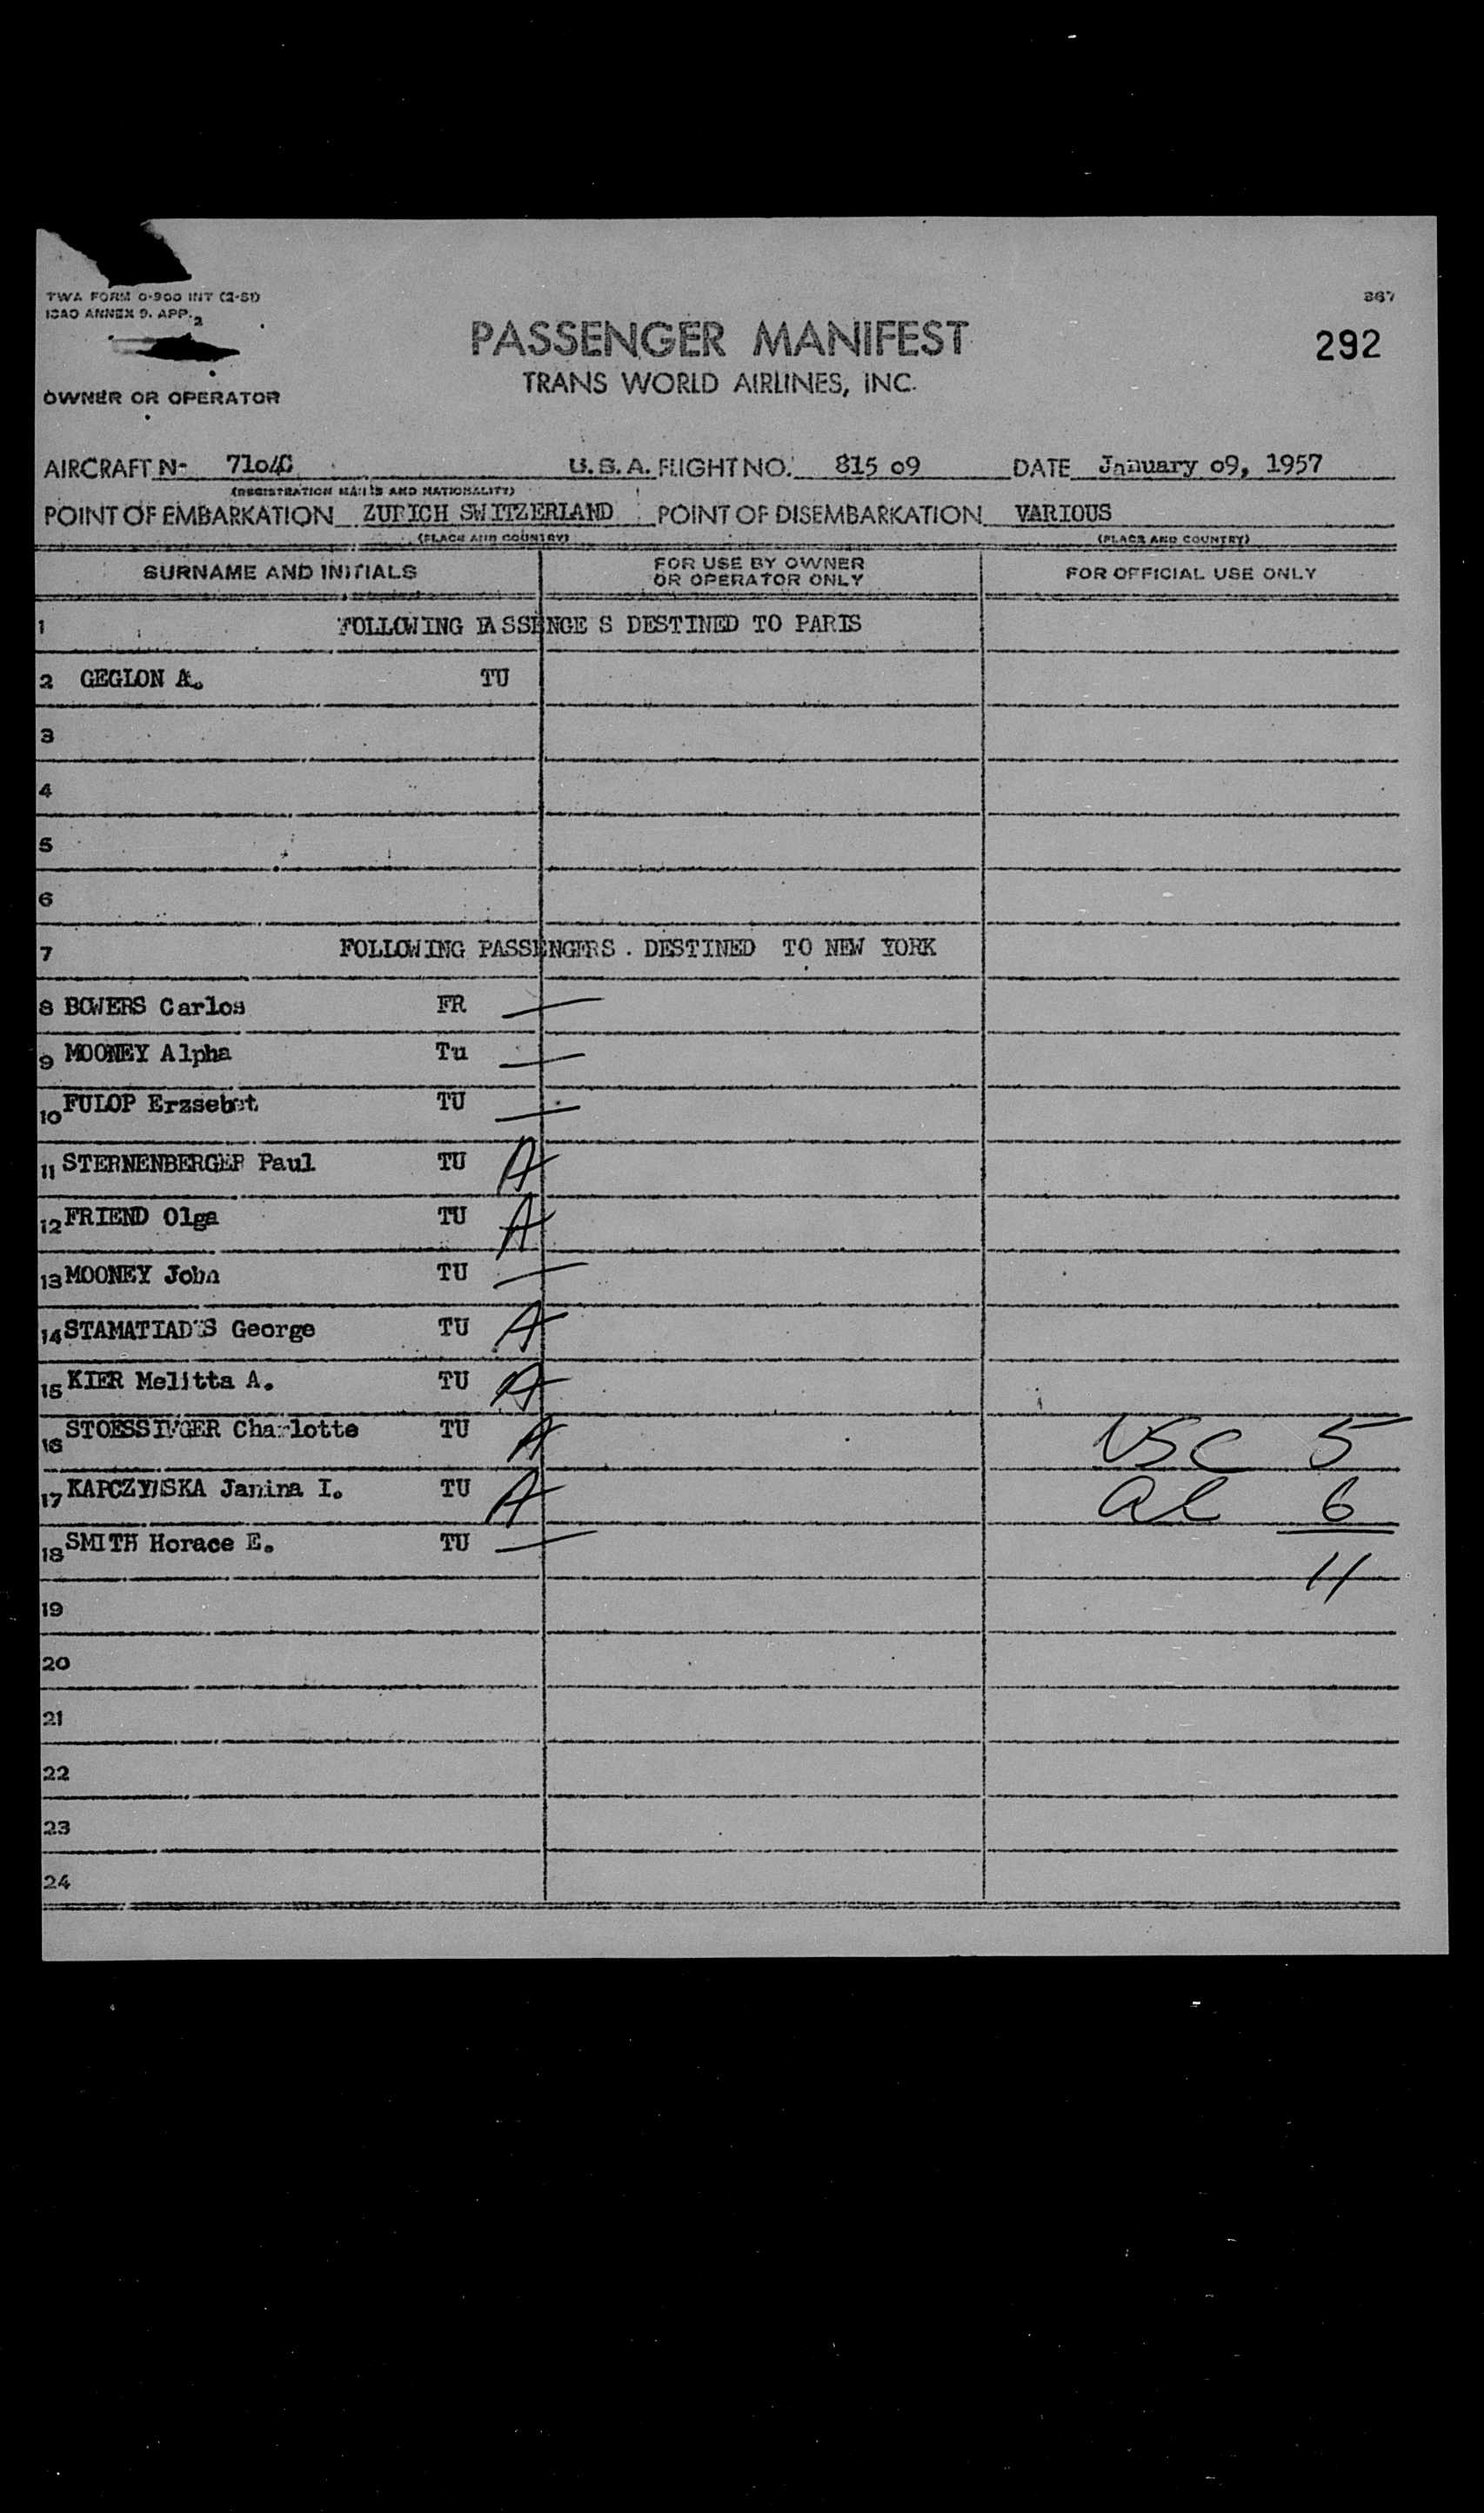 TWA FORM O-900 INT (2-51)
ICAO ANNEX 9. APP. 2
867
PASSENGER MANIFEST
292
TRANS WORLD AIRLINES, INC.
OWNER OR OPERATOR
AIRCRAFT N- 7104C U.S.A. FLIGHT NO. 815 09 DATE January 09, 1957
(REGISTRATION MARKS AND NATIONALITY)
POINT OF EMBARKATION ZURICH SWITZERLAND POINT OF DISEMBARKATION VARIOUS
(PLACE AND COUNTRY) (PLACE AND COUNTRY)
SURNAME AND INITIALS FOR USE BY OWNER OR OPERATOR ONLY FOR OFFICIAL USE ONLY
1 FOLLOWING PASSENGE S DESTINED TO PARIS
2 GEGLON A. TU
3
4
5
6
7 FOLLOWING PASSENGERS . DESTINED TO NEW YORK
8 BOWERS Carlos FR —
9 MOONEY Alpha Tu —
10 FULOP Erzsebet TU —
11 STERNENBERGER Paul TU A
12 FRIEND Olga TU A
13 MOONEY John TU —
14 STAMATIADIS George TU A
15 KIER Melitta A. TU A
16 STOESSINGER Charlotte TU A USC 5
17 KARCZYNSKA Janina I. TU A al 6
18 SMITH Horace E. TU — 11
19
20
21
22
23
24